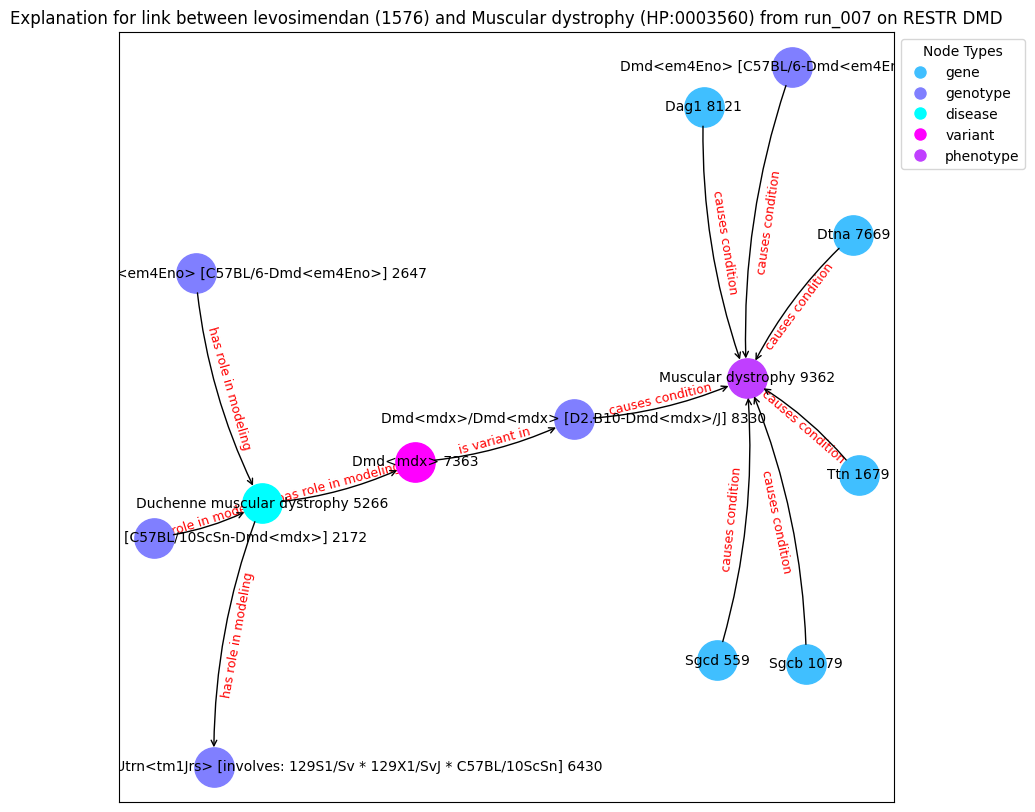 Explanation for link between levosimendan (1576) and Muscular dystrophy (HP:0003560) from run_007 on RESTR DMD
Node Types
gene
genotype
disease
variant
phenotype
Dmd<em4Eno> [C57BL/6-Dmd<em4En
Dag1 8121
causes condition
causes condition
Dtna 7669
causes condition
<em4Eno> [C57BL/6-Dmd<em4Eno>] 2647
has role in modeling
Muscular dystrophy 9362
causes condition
Dmd<mdx>/Dmd<mdx> [D2.B10-Dmd<mdx>/J] 8330
is variant in
causes condition
Dmd<mdx> 7363
has role in modeling
Ttn 1679
Duchenne muscular dystrophy 5266
role in mode
[C57BL/10ScSn-Dmd<mdx>] 2172
causes condition
causes condition
has role in modeling
Sgcd 559
Sgcb 1079
Utrn<tm1Jrs> [involves: 129S1/Sv * 129X1/SvJ * C57BL/10ScSn] 6430